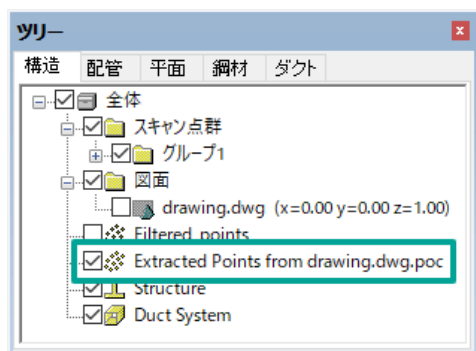 ツリー
構造 配管 平面 鋼材 ダクト
全体
スキャン点群
グループ1
図面
drawing.dwg (x=0.00 y=0.00 z=1.00)
Filtered_points
Extracted Points from drawing.dwg.poc
Structure
Duct System